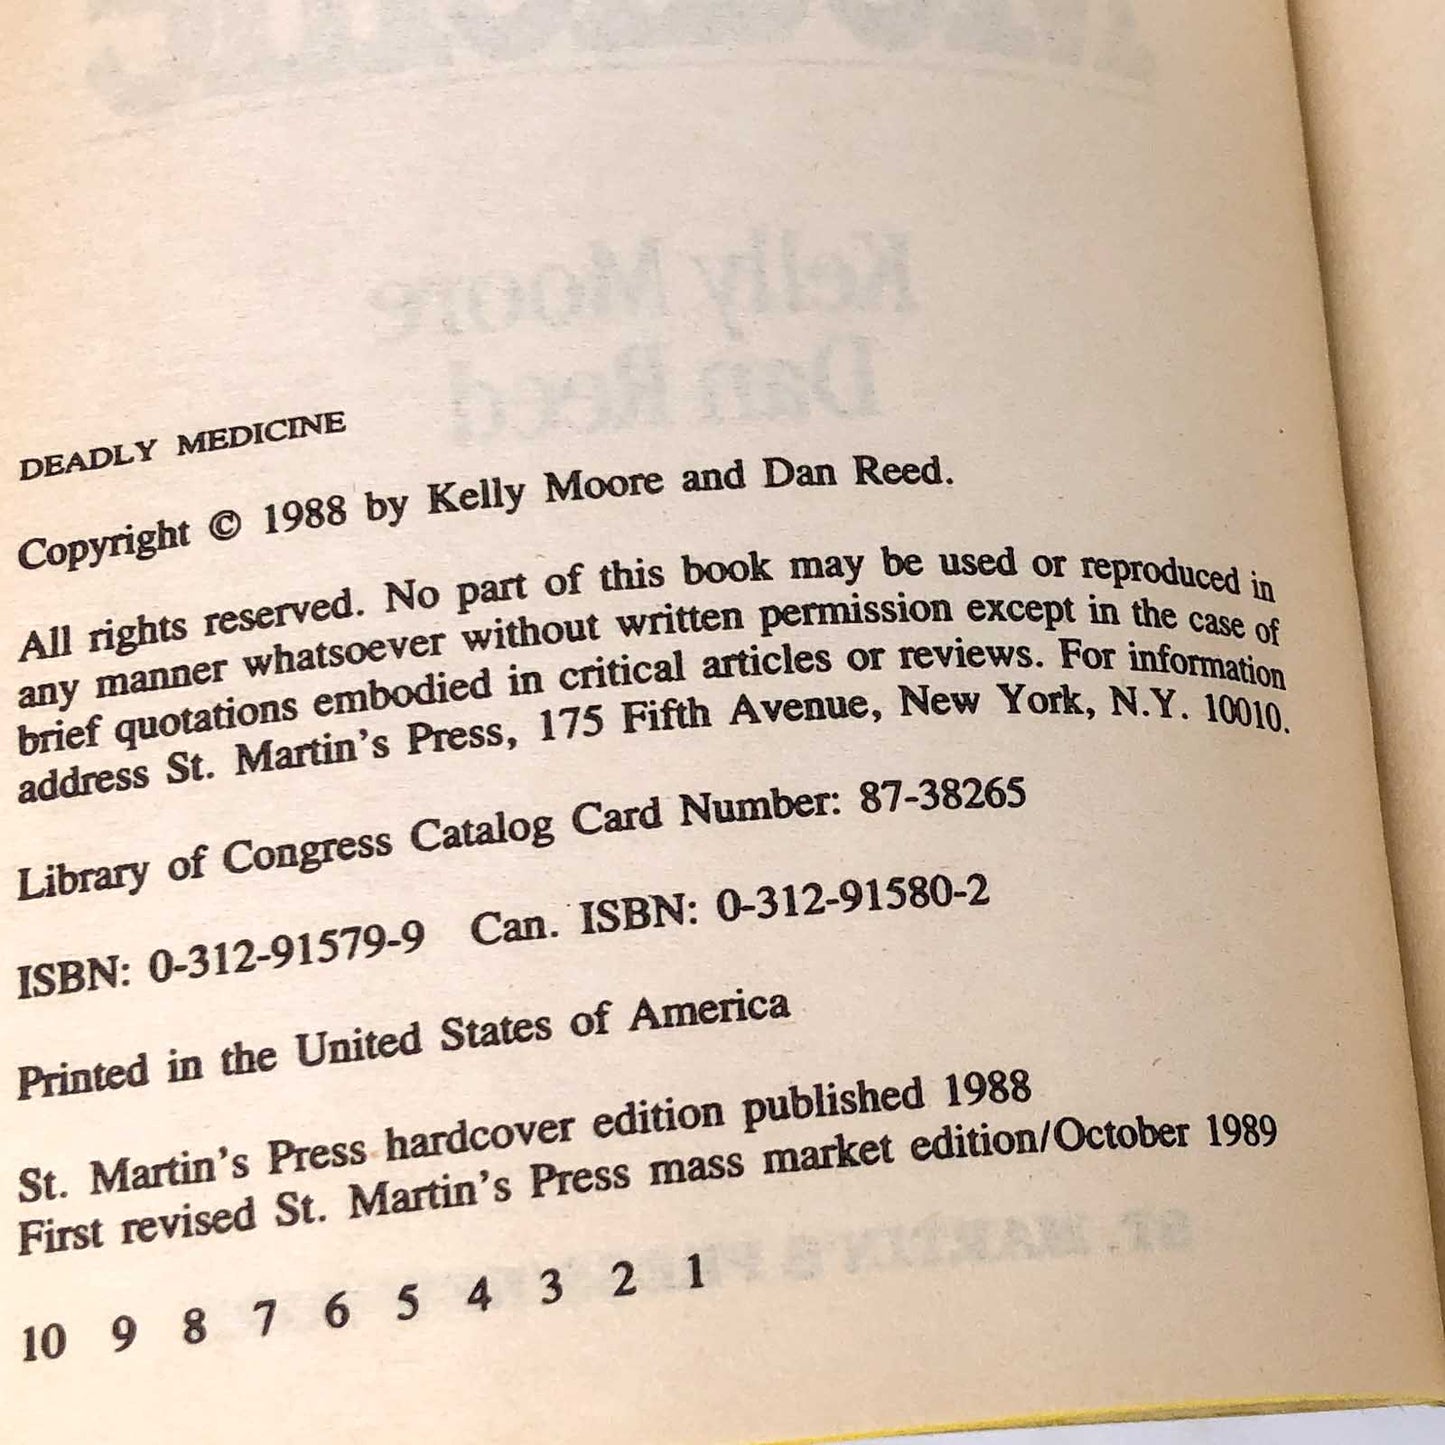 DEADLY MEDICINE
Copyright © 1988 by Kelly Moore and Dan Reed.
All rights reserved. No part of this book may be used or reproduced in
any manner whatsoever without written permission except in the case of
brief quotations embodied in critical articles or reviews. For information
address St. Martin's Press, 175 Fifth Avenue, New York, N.Y. 10010.
Library of Congress Catalog Card Number: 87-38265
ISBN: 0-312-91579-9 Can. ISBN: 0-312-91580-2
Printed in the United States of America
St. Martin's Press hardcover edition published 1988
First revised St. Martin's Press mass market edition/October 1989
10 9 8 7 6 5 4 3 2 1